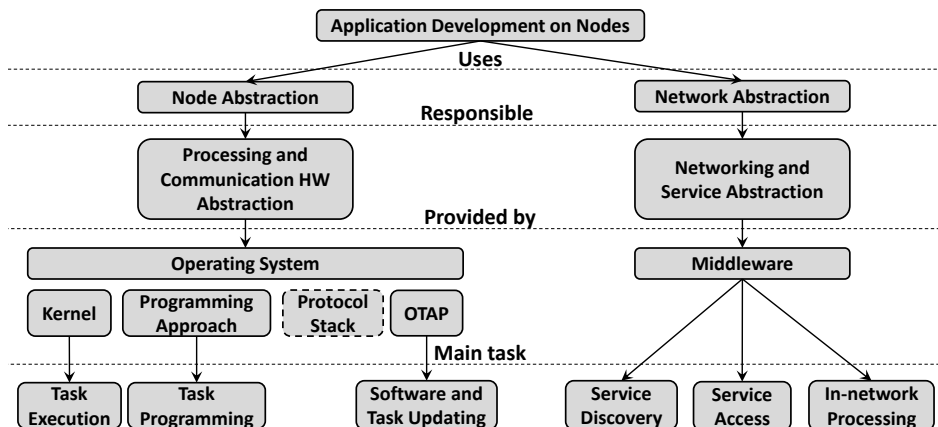 Application Development on Nodes
Uses
Node Abstraction
Network Abstraction
Responsible
Processing and
Communication HW
Abstraction
Networking and
Service Abstraction
Provided by
Operating System
Middleware
Kernel
Programming
Approach
Protocol
Stack
OTAP
Main task
Task
Execution
Task
Programming
Software and
Task Updating
Service
Discovery
Service
Access
In-network
Processing